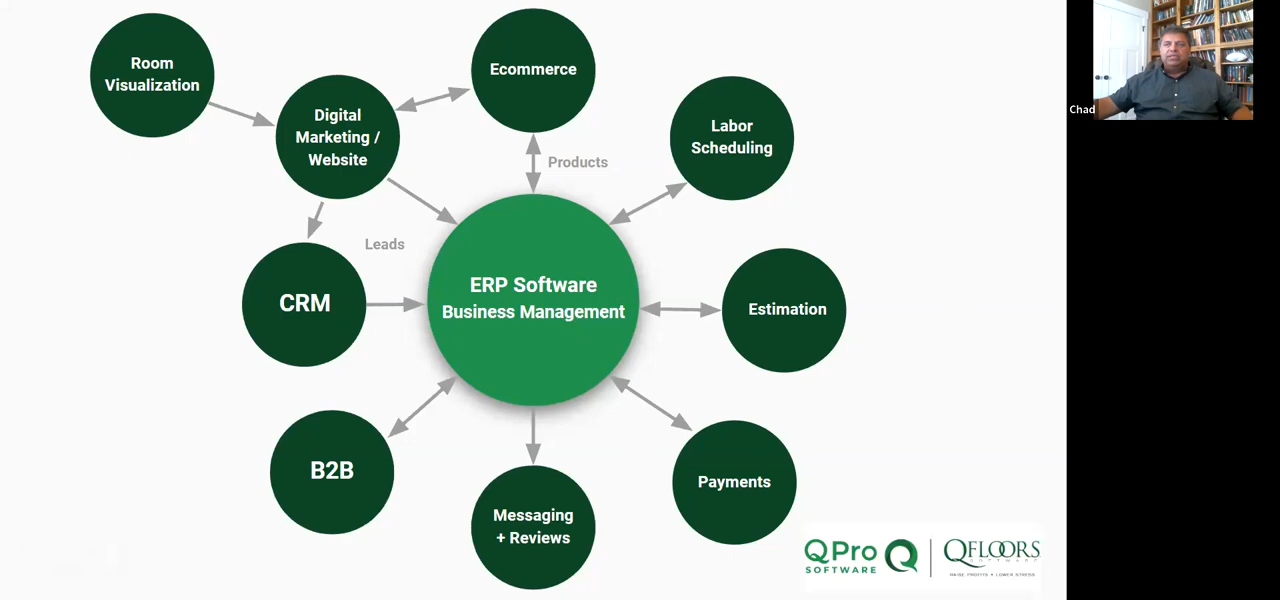 Room
Visualization
Digital
Marketing /
Website
Ecommerce
Labor
Scheduling
Products
Leads
CRM
ERP Software
Business Management
Estimation
B2B
Messaging
+ Reviews
Payments
QPro
SOFTWARE
QFLOORS
SOFTWARE
RAISE PROFITS • LOWER STRESS
Chad